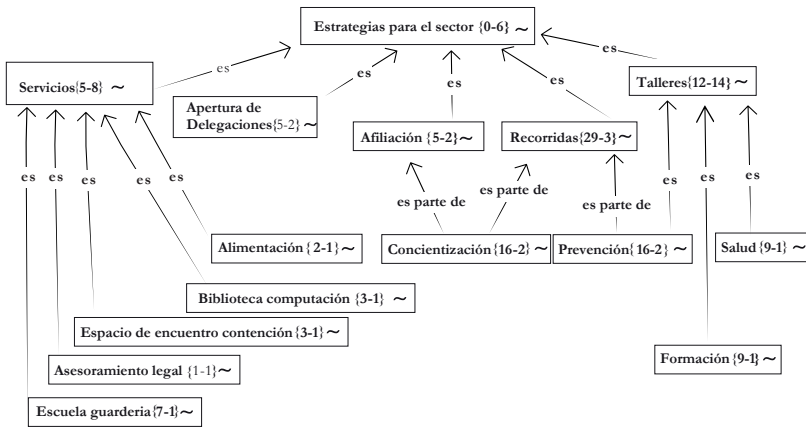 Estrategias para el sector {0-6} ~
es
es
es
es
es
Servicios{5-8} ~
Apertura de
Delegaciones{5-2} ~
Afiliación {5-2} ~
Recorridas{29-3} ~
Talleres{12-14} ~
es
es
es
es
es
es parte de
es parte de
es parte de
es
es
es
Alimentación {2-1} ~
Concientización{16-2} ~
Prevención{16-2} ~
Salud{9-1} ~
Biblioteca computación {3-1} ~
Espacio de encuentro contención{3-1} ~
Asesoramiento legal {1-1} ~
Formación{9-1} ~
Escuela guarderia{7-1} ~